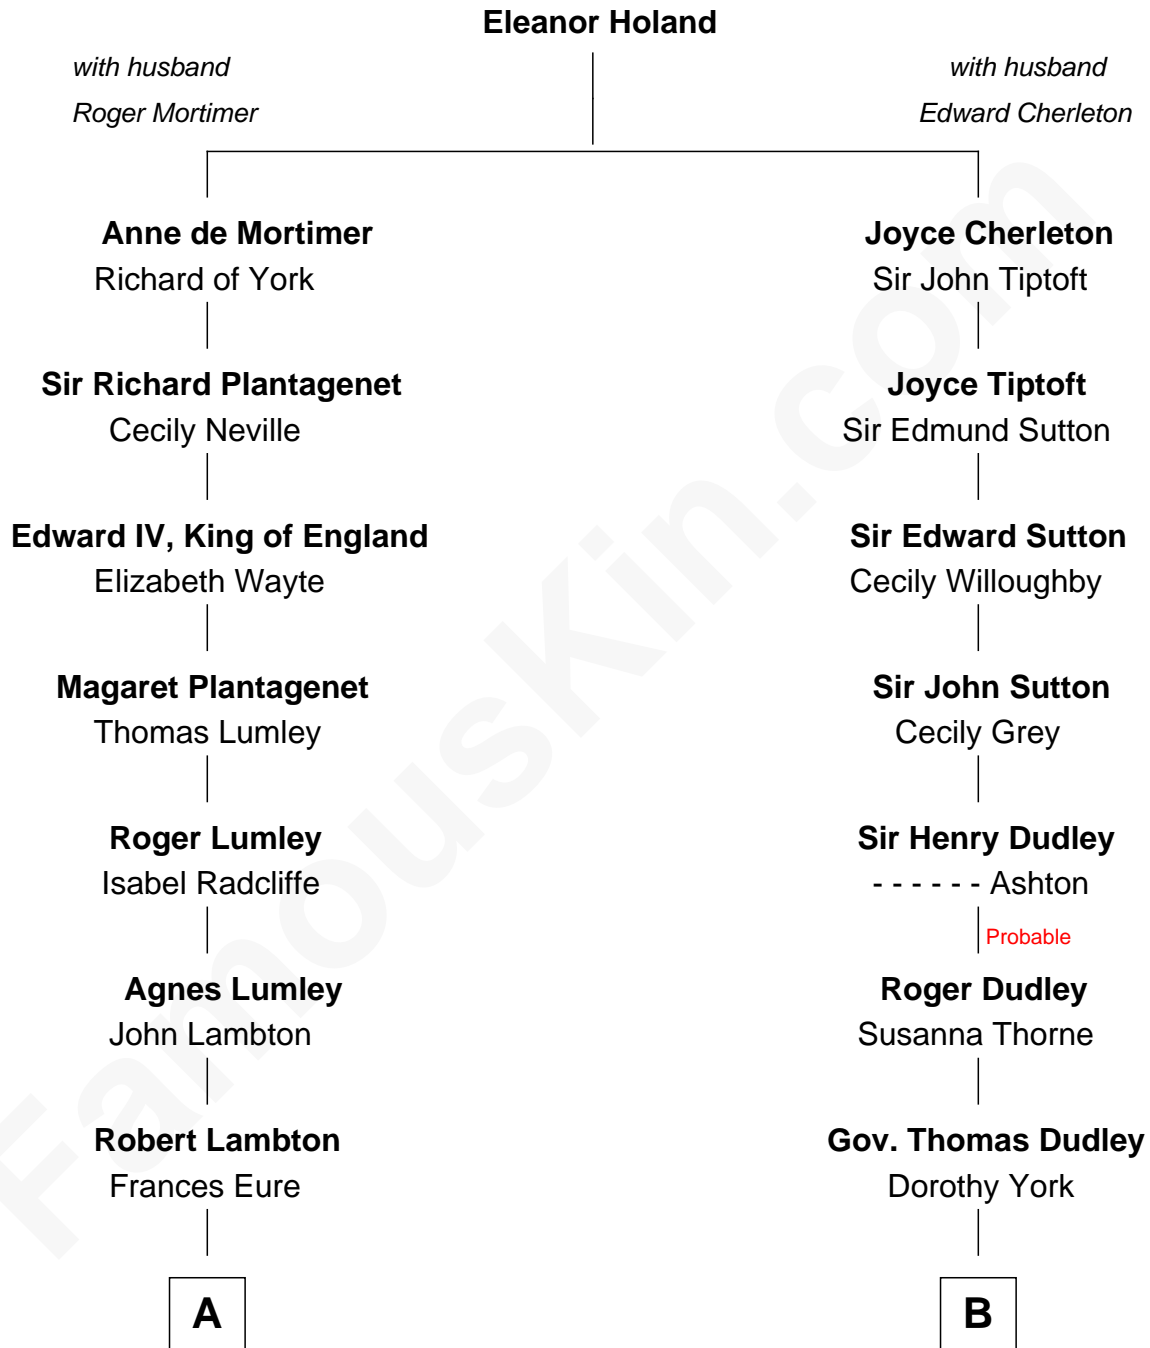 Eleanor Holand
with husband
Roger Mortimer
with husband
Edward Cherleton
Anne de Mortimer
Richard of York
Joyce Cherleton
Sir John Tiptoft
Sir Richard Plantagenet
Cecily Neville
Joyce Tiptoft
Sir Edmund Sutton
Edward IV, King of England
Elizabeth Wayte
Sir Edward Sutton
Cecily Willoughby
Magaret Plantagenet
Thomas Lumley
Sir John Sutton
Cecily Grey
Roger Lumley
Isabel Radcliffe
Sir Henry Dudley
- - - - - - Ashton
Probable
Agnes Lumley
John Lambton
Roger Dudley
Susanna Thorne
Robert Lambton
Frances Eure
Gov. Thomas Dudley
Dorothy York
A
B
FamousKin.com